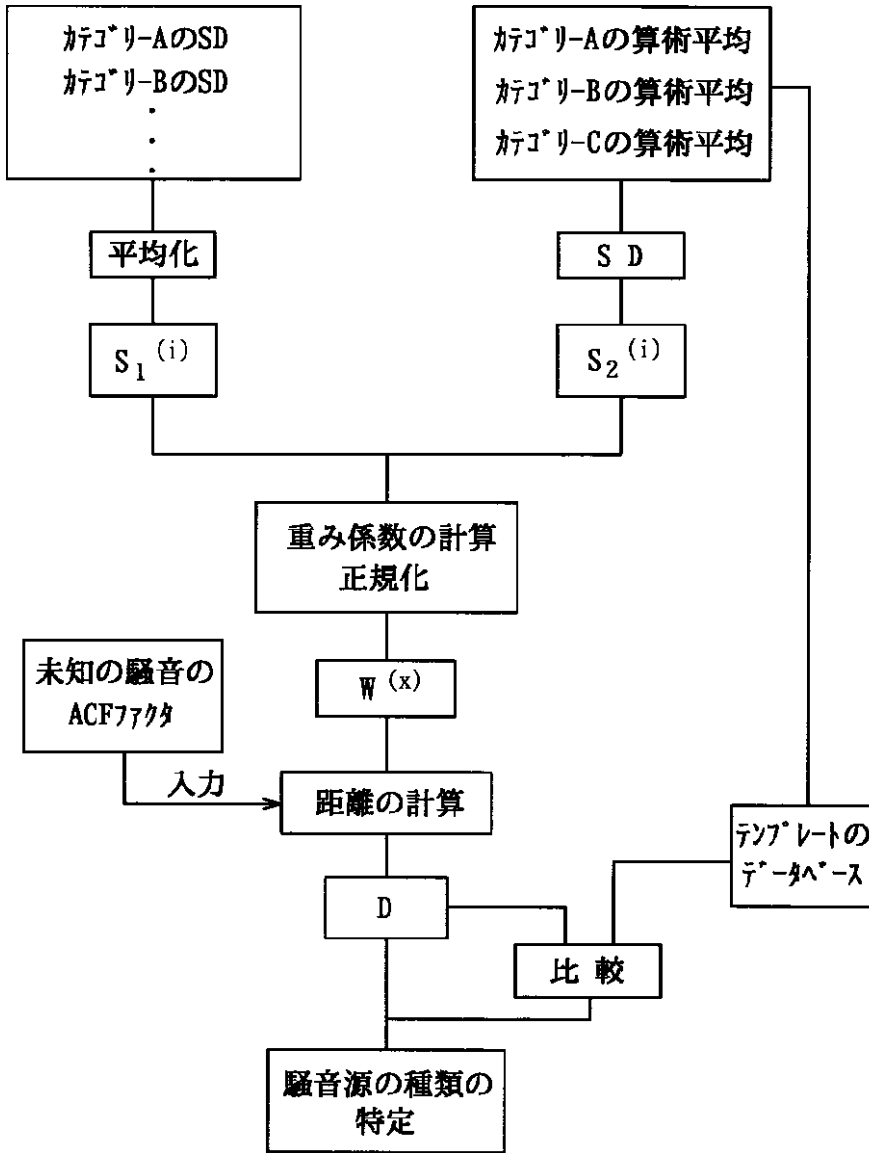 ｶﾃｺﾞﾘｰAのSD
ｶﾃｺﾞﾘｰBのSD
・
・
・
ｶﾃｺﾞﾘｰAの算術平均
ｶﾃｺﾞﾘｰBの算術平均
ｶﾃｺﾞﾘｰCの算術平均
平均化
S D
S₁⁽ⁱ⁾
S₂⁽ⁱ⁾
重み係数の計算
正規化
未知の騒音の
ACFﾌｧｸﾀ
W⁽ˣ⁾
入力
距離の計算
ﾃﾝﾌﾟﾚｰﾄの
ﾃﾞｰﾀﾍﾞｰｽ
D
比 較
騒音源の種類の
特定